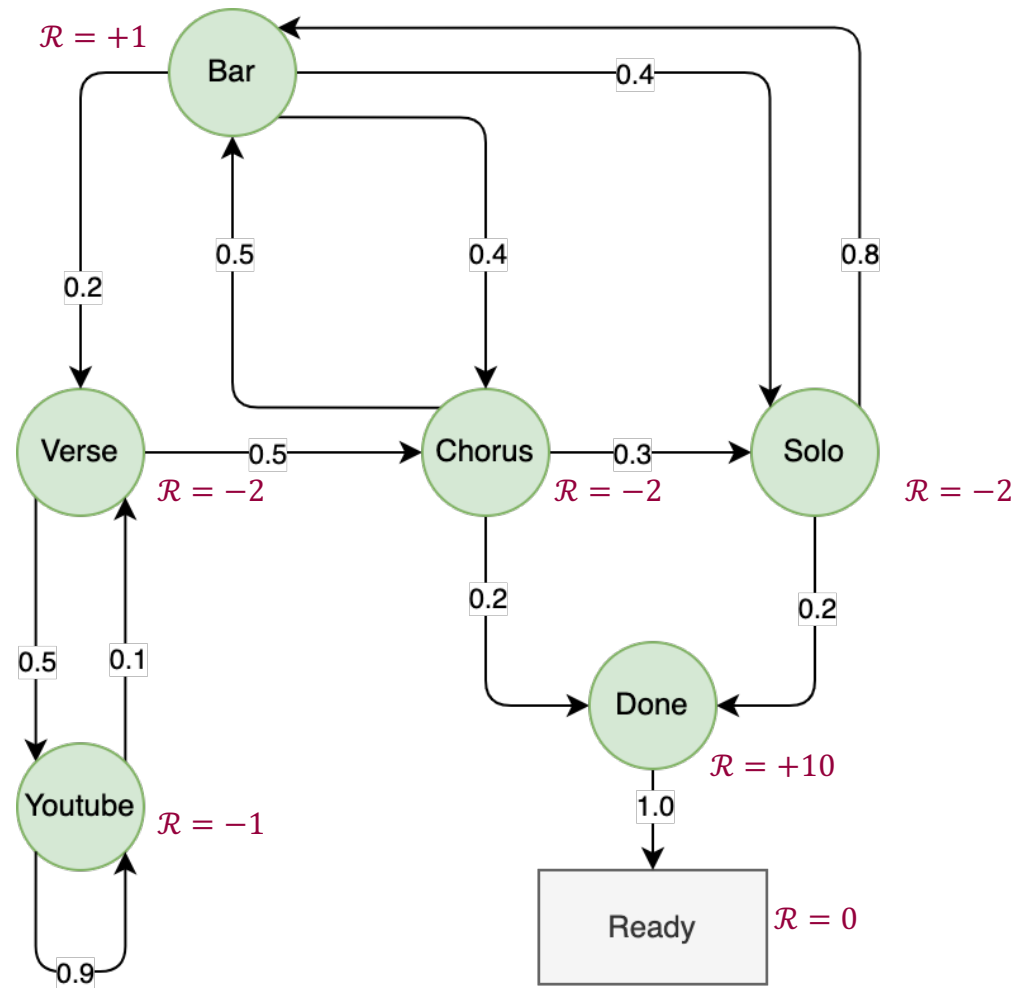 ℛ = +1
Bar
0.4
0.5
0.4
0.8
0.2
Verse
0.5
Chorus
0.3
Solo
ℛ = −2
ℛ = −2
ℛ = −2
0.2
0.2
0.5
0.1
Done
ℛ = +10
Youtube
ℛ = −1
1.0
Ready
ℛ = 0
0.9